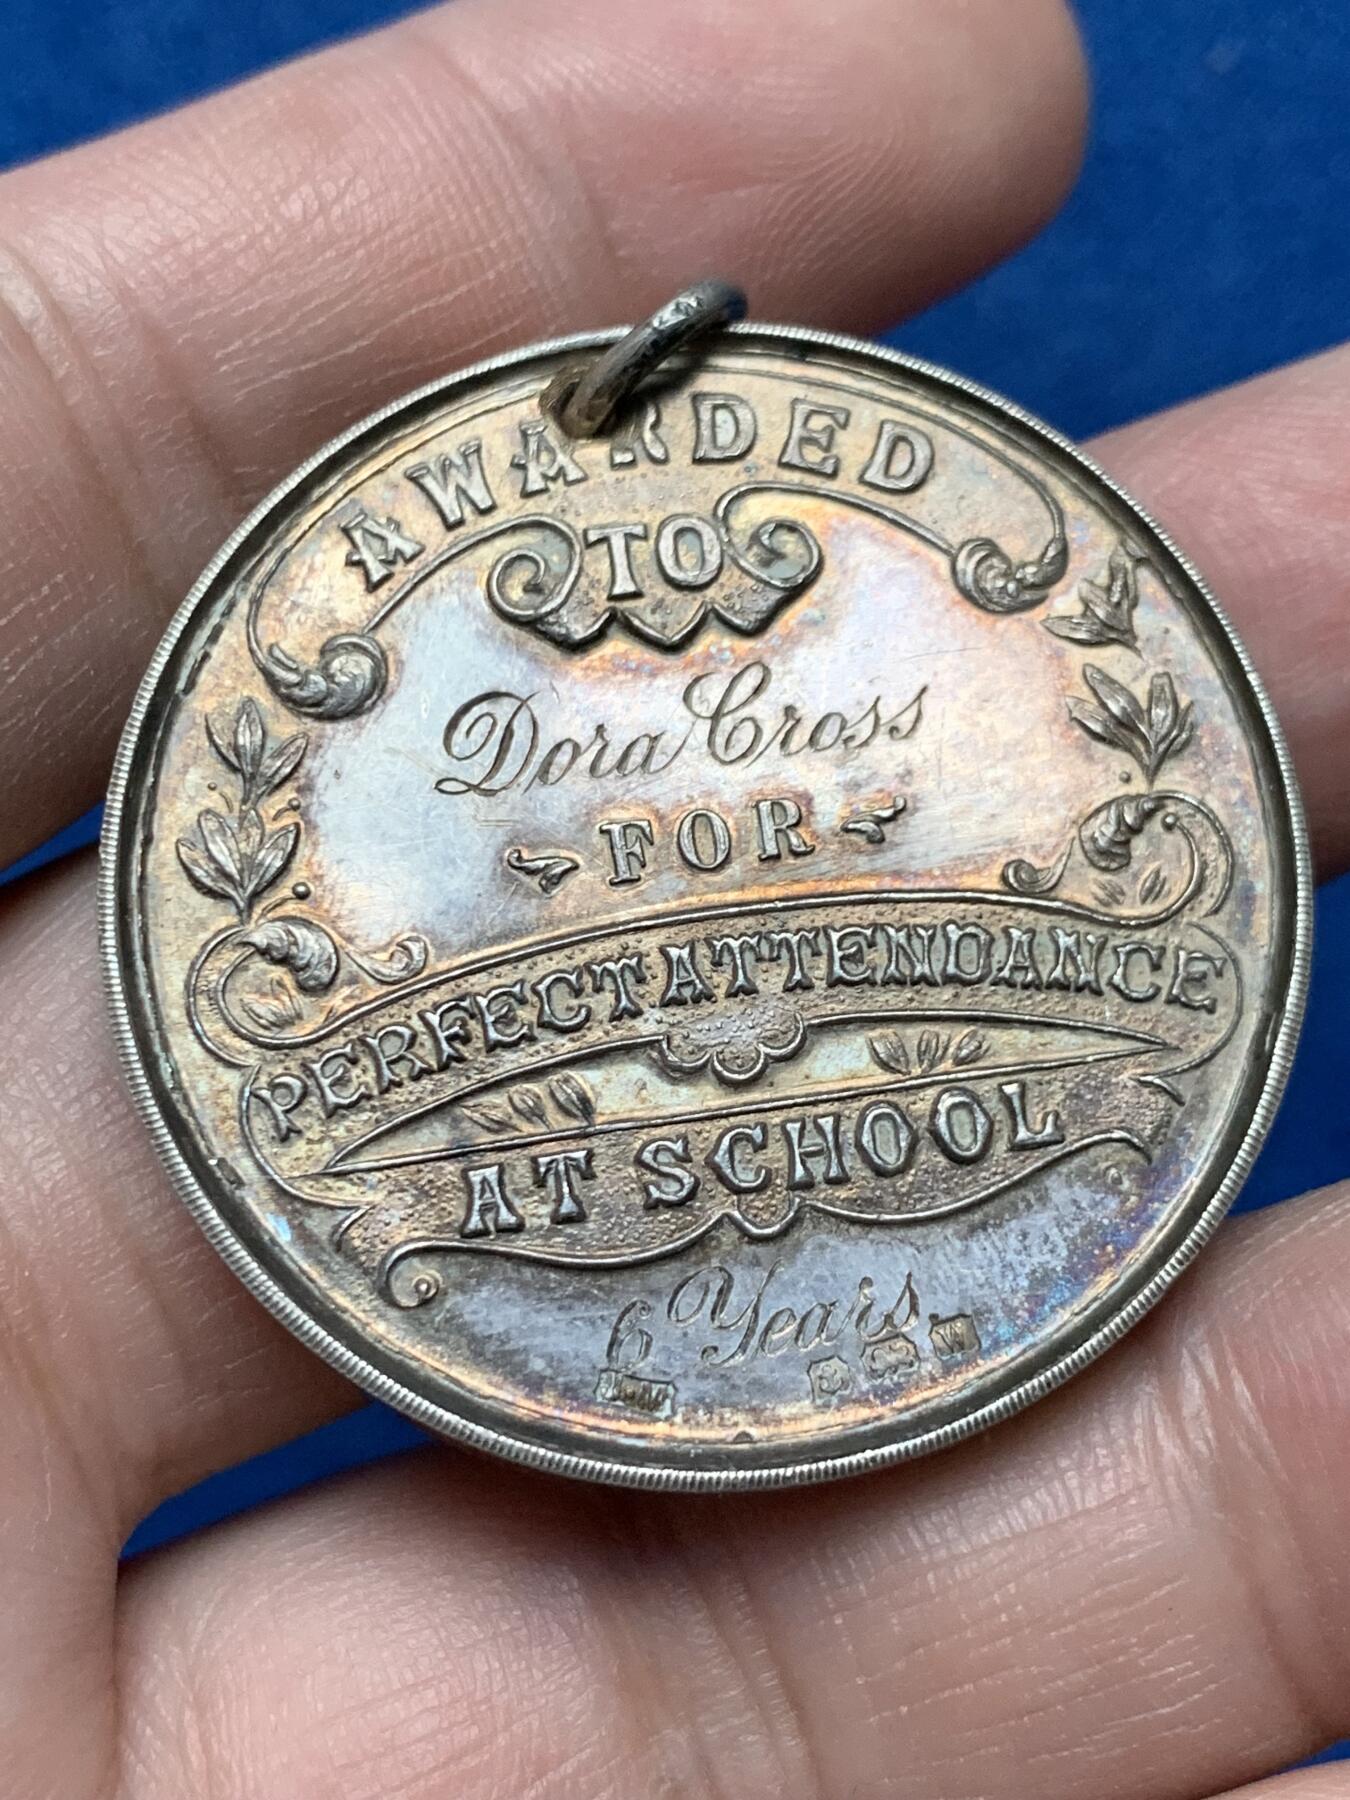 AWARDED
TO
Dora Cross
FOR
PERFECT ATTENDANCE
AT SCHOOL
6 Years
J.M W